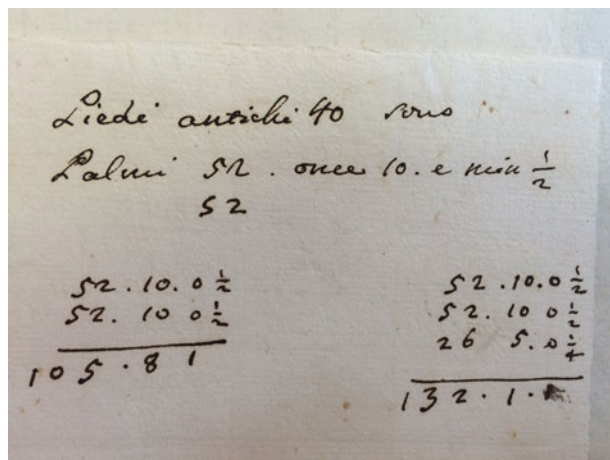 Piedi antichi 40 sono
Palmi 52. once 10. e min ½
52
52.10.0 ½
52. 10 0 ½
105.81
52.10.0 ½
52. 10 0 ½
26 5.0 ¼
132.1.